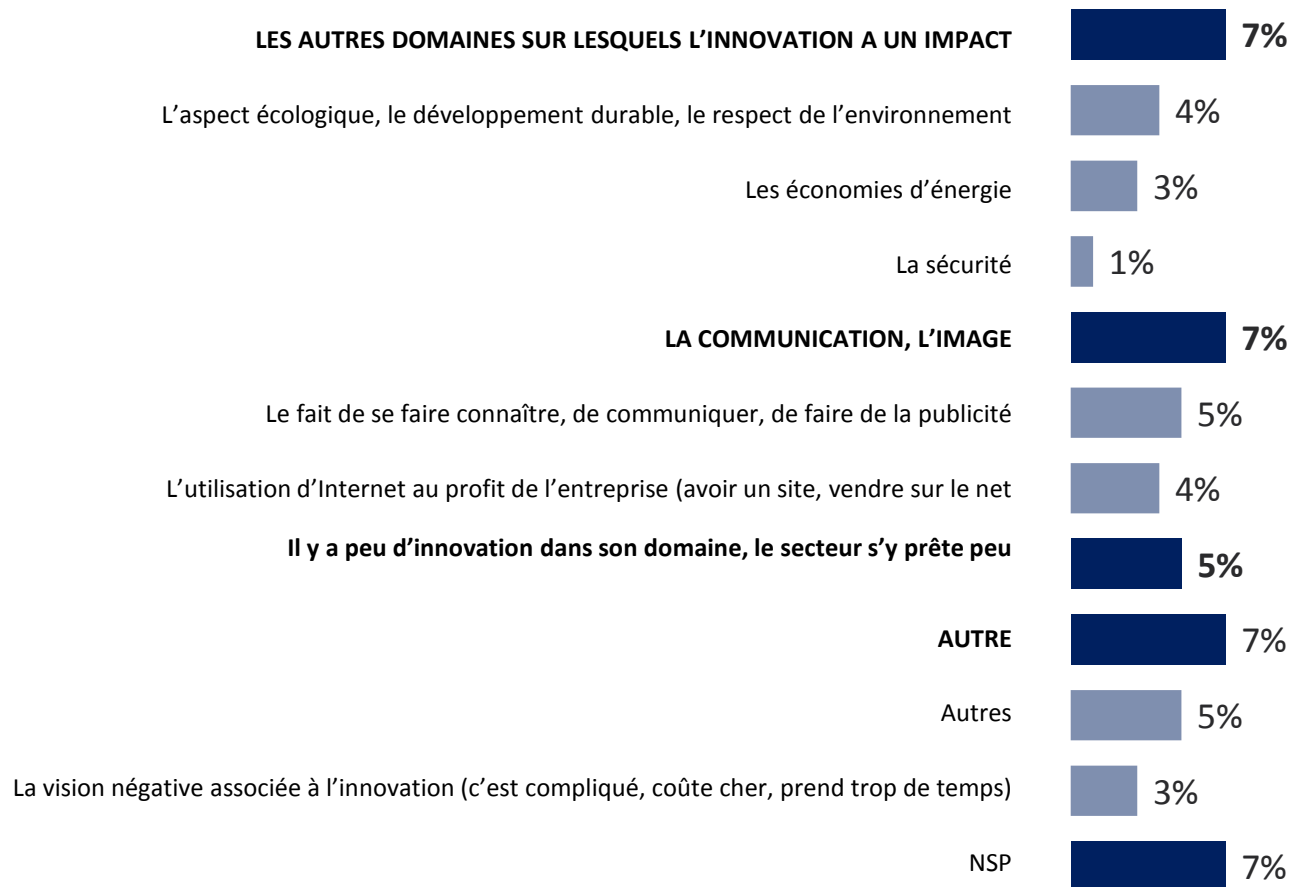 LES AUTRES DOMAINES SUR LESQUELS L’INNOVATION A UN IMPACT 7%
L’aspect écologique, le développement durable, le respect de l’environnement 4%
Les économies d’énergie 3%
La sécurité 1%
LA COMMUNICATION, L’IMAGE 7%
Le fait de se faire connaître, de communiquer, de faire de la publicité 5%
L’utilisation d’Internet au profit de l’entreprise (avoir un site, vendre sur le net 4%
Il y a peu d’innovation dans son domaine, le secteur s’y prête peu 5%
AUTRE 7%
Autres 5%
La vision négative associée à l’innovation (c’est compliqué, coûte cher, prend trop de temps) 3%
NSP 7%